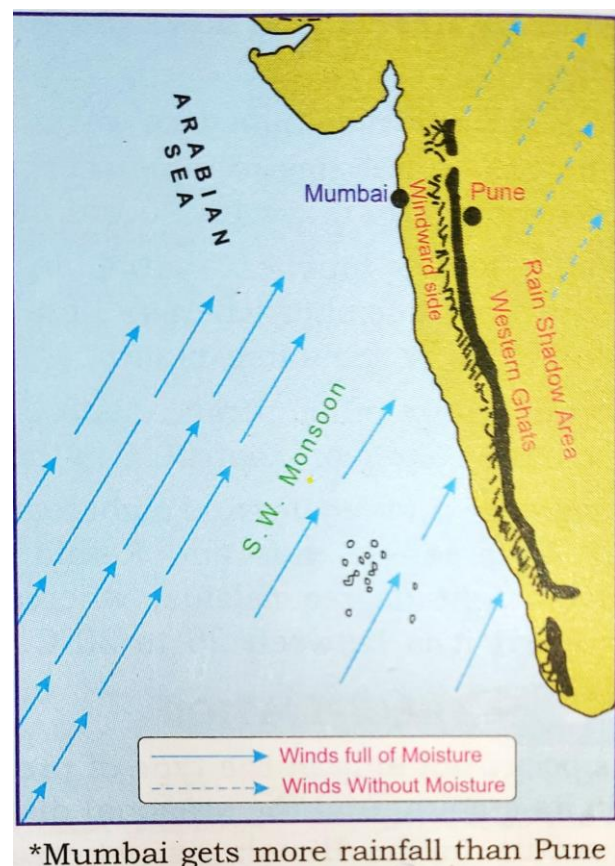 ARABIAN
SEA
Mumbai
Pune
Windward side
Rain Shadow Area
Western Ghats
S.W. Monsoon
Winds full of Moisture
Winds Without Moisture
*Mumbai gets more rainfall than Pune